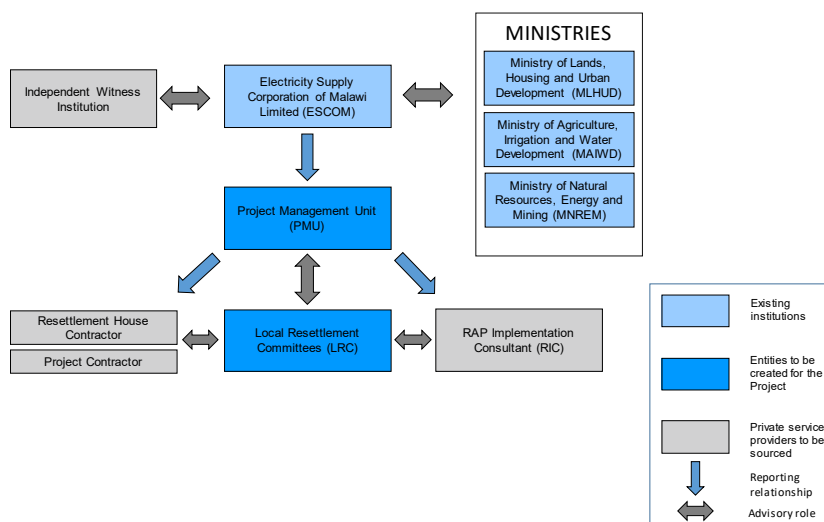 MINISTRIES
Ministry of Lands,
Housing and Urban
Development (MLHUD)
Ministry of Agriculture,
Irrigation and Water
Development (MAIWD)
Ministry of Natural
Resources, Energy and
Mining (MNREM)
Independent Witness
Institution
Electricity Supply
Corporation of Malawi
Limited (ESCOM)
Project Management Unit
(PMU)
Resettlement House
Contractor
Project Contractor
Local Resettlement
Committees (LRC)
RAP Implementation
Consultant (RIC)
Existing
institutions
Entities to be
created for the
Project
Private service
providers to be
sourced
Reporting
relationship
Advisory role